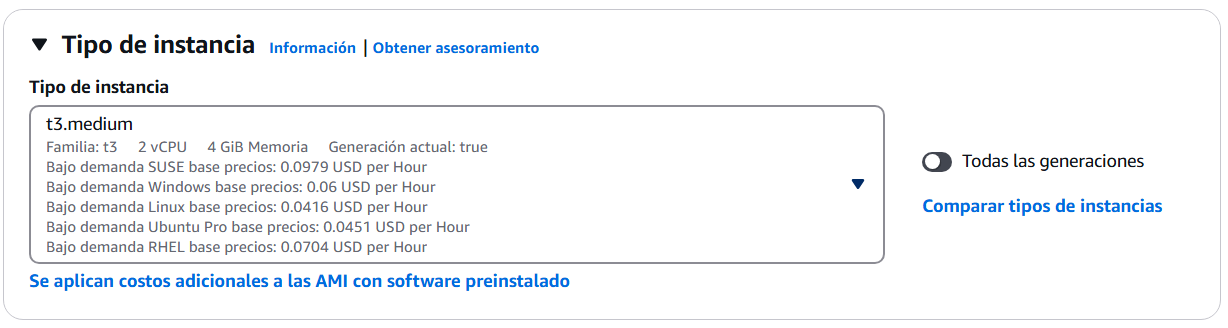 Tipo de instancia Información | Obtener asesoramiento
Tipo de instancia
t3.medium
Familia: t3 2 vCPU 4 GiB Memoria Generación actual: true
Bajo demanda SUSE base precios: 0.0979 USD per Hour
Bajo demanda Windows base precios: 0.06 USD per Hour
Bajo demanda Linux base precios: 0.0416 USD per Hour
Bajo demanda Ubuntu Pro base precios: 0.0451 USD per Hour
Bajo demanda RHEL base precios: 0.0704 USD per Hour
Todas las generaciones
Comparar tipos de instancias
Se aplican costos adicionales a las AMI con software preinstalado